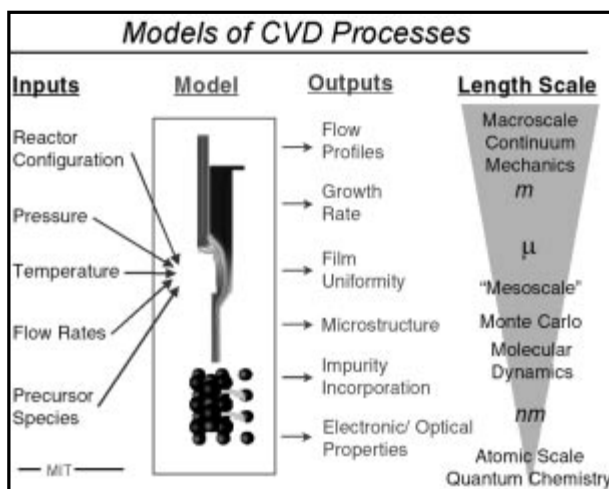 Models of CVD Processes
Inputs
Reactor
Configuration
Pressure
Temperature
Flow Rates
Precursor
Species
MIT
Model
Outputs
Flow
Profiles
Growth
Rate
Film
Uniformity
Microstructure
Impurity
Incorporation
Electronic/ Optical
Properties
Length Scale
Macroscale
Continuum
Mechanics
m
μ
“Mesoscale”
Monte Carlo
Molecular
Dynamics
nm
Atomic Scale
Quantum Chemistry